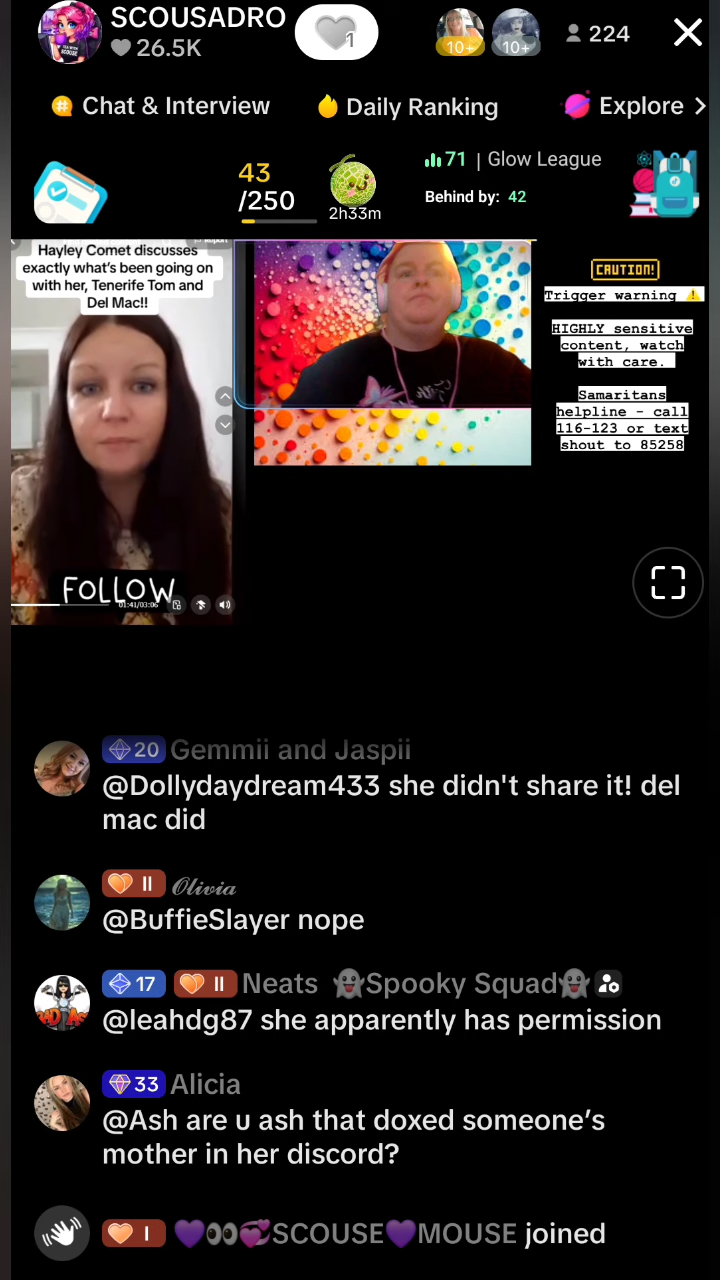 SCOUSADRO
26.5K
1
10+
10+
224
Chat & Interview
Daily Ranking
Explore
43
/250
2h33m
71 | Glow League
Behind by: 42
Hayley Comet discusses
exactly what's been going on
with her, Tenerife Tom and
Del Mac!!
FOLLOW
01:41/03:06
CAUTION!
Trigger warning ⚠️
HIGHLY sensitive
content, watch
with care.
Samaritans
helpline - call
116-123 or text
shout to 85258
20 Gemmii and Jaspii
@Dollydaydream433 she didn't share it! del
mac did
II Olivia
@BuffieSlayer nope
17 II Neats 👻Spooky Squad👻
@leahdg87 she apparently has permission
33 Alicia
@Ash are u ash that doxed someone's
mother in her discord?
I 💜👀💞SCOUSE💜MOUSE joined